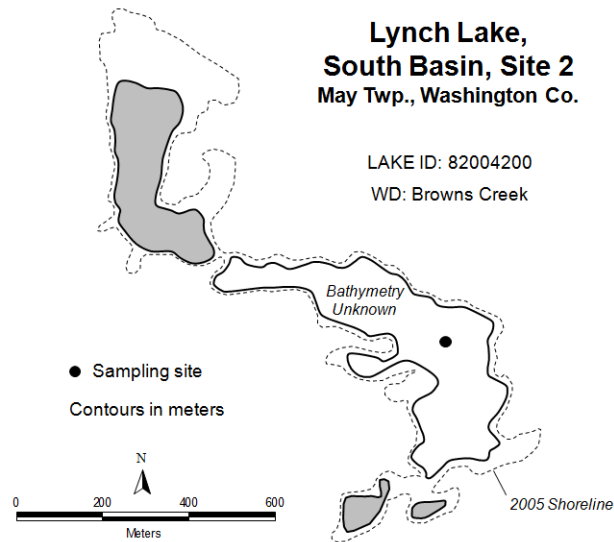 Lynch Lake,
South Basin, Site 2
May Twp., Washington Co.
LAKE ID: 82004200
WD: Browns Creek
Bathymetry
Unknown
Sampling site
Contours in meters
N
0 200 400 600
Meters
2005 Shoreline